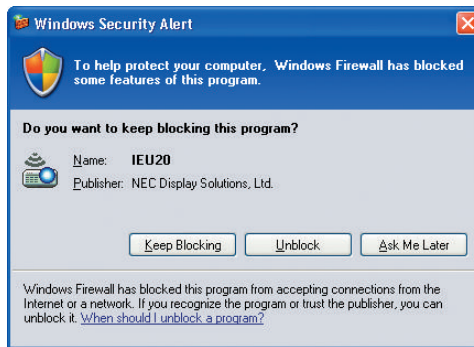 Windows Security Alert
To help protect your computer, Windows Firewall has blocked
some features of this program.
Do you want to keep blocking this program?
Name: IEU20
Publisher: NEC Display Solutions, Ltd.
Keep Blocking Unblock Ask Me Later
Windows Firewall has blocked this program from accepting connections from the
Internet or a network. If you recognize the program or trust the publisher, you can
unblock it. When should I unblock a program?